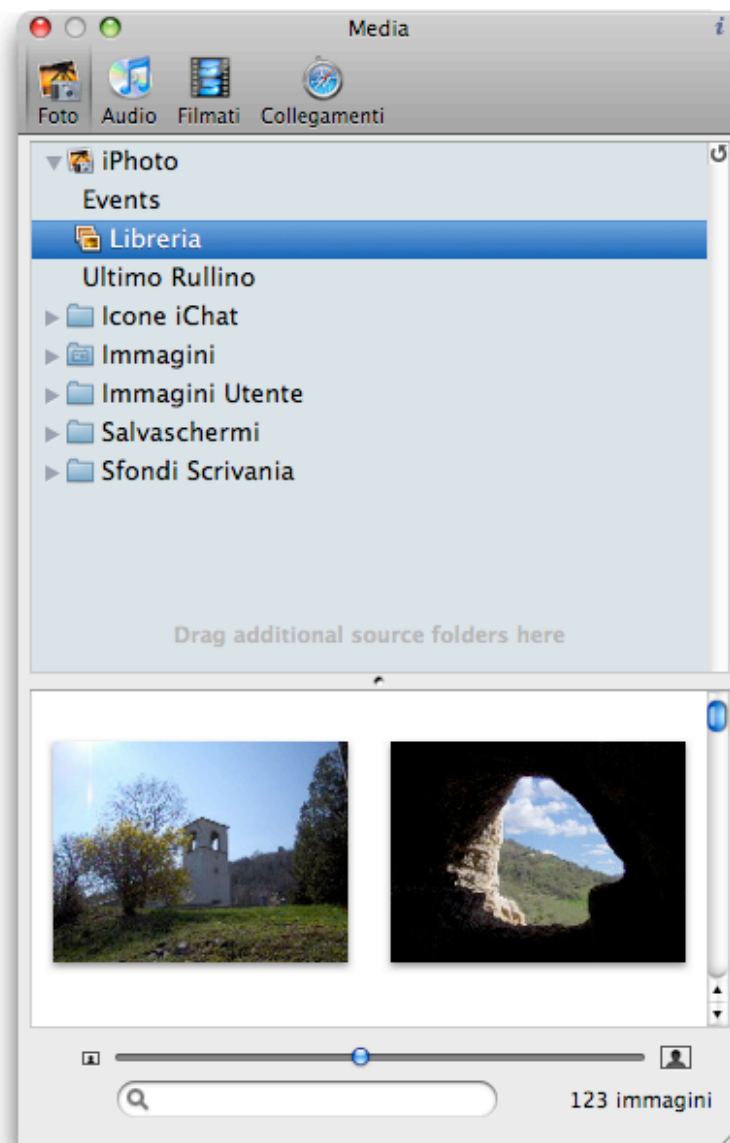 Media
Foto Audio Filmati Collegamenti
iPhoto
Events
Libreria
Ultimo Rullino
Icone iChat
Immagini
Immagini Utente
Salvaschermi
Sfondi Scrivania
Drag additional source folders here
123 immagini